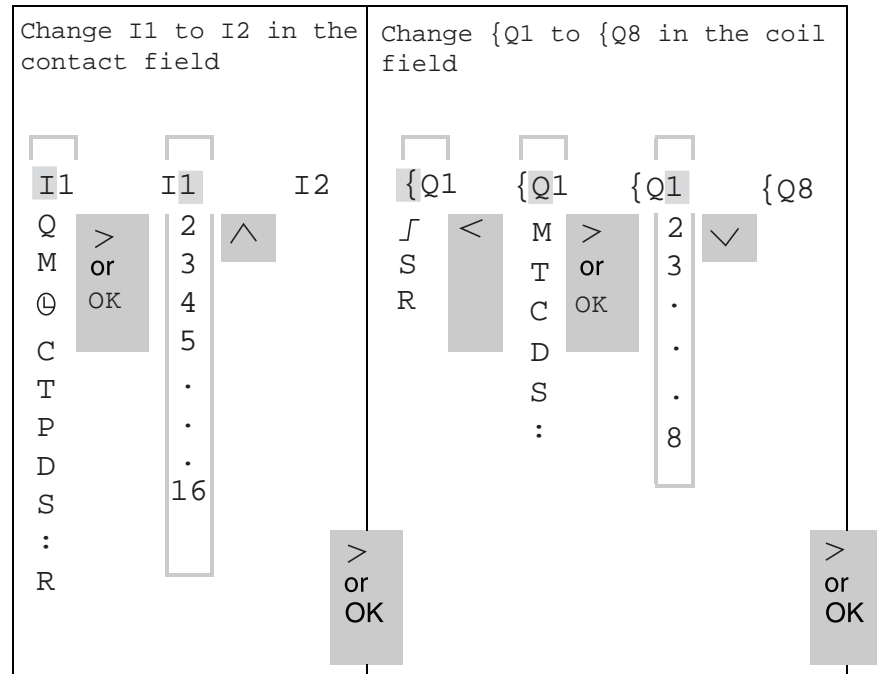 Change I1 to I2 in the
contact field
I1
Q
M
C
T
P
D
S
:
R
>
or
OK
I1
2
3
4
5
.
.
.
16
∧
I2
>
or
OK
Change {Q1 to {Q8 in the coil
field
{Q1
S
R
<
{Q1
M
T
C
D
S
:
>
or
OK
{Q1
2
3
.
.
.
8
∨
{Q8
>
or
OK